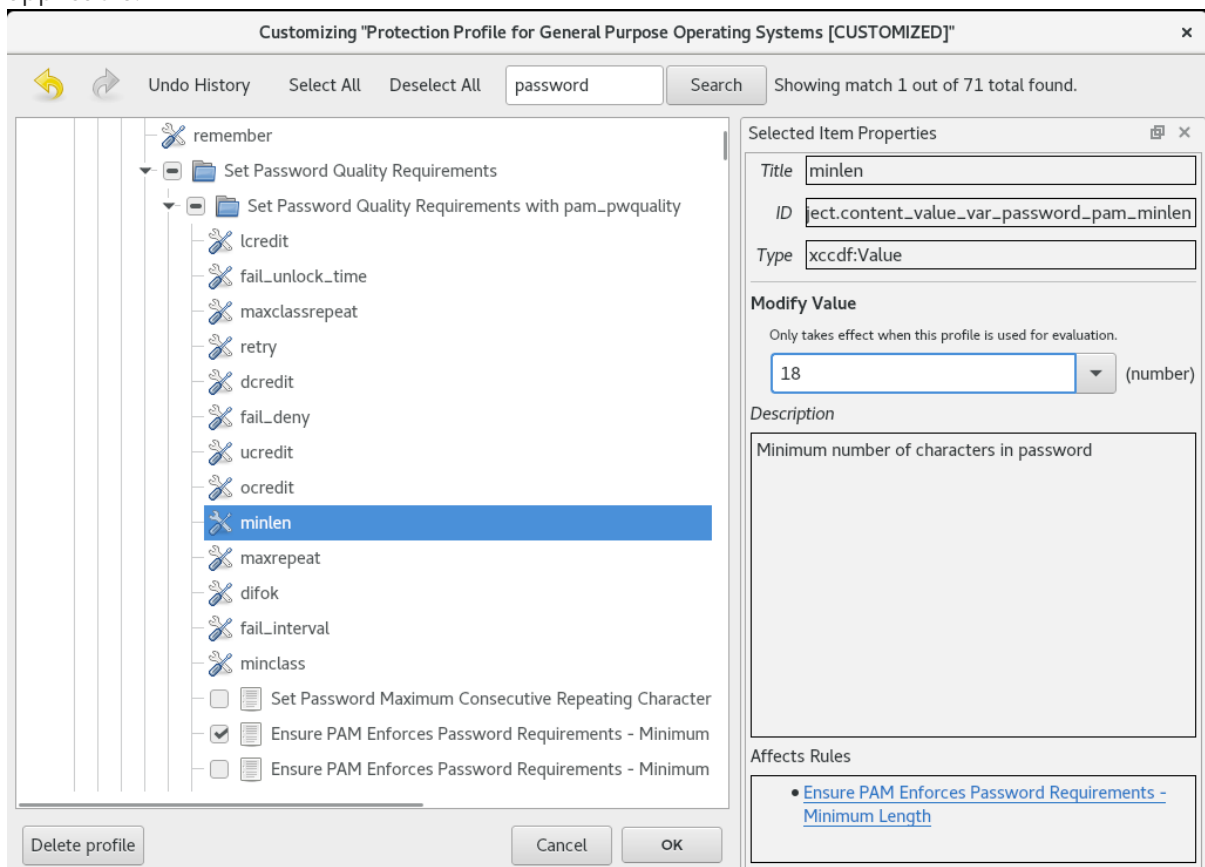 Customizing "Protection Profile for General Purpose Operating Systems [CUSTOMIZED]"
Undo History Select All Deselect All password Search Showing match 1 out of 71 total found.
remember
Set Password Quality Requirements
Set Password Quality Requirements with pam_pwquality
lcredit
fail_unlock_time
maxclassrepeat
retry
dcredit
fail_deny
ucredit
ocredit
minlen
maxrepeat
difok
fail_interval
minclass
Set Password Maximum Consecutive Repeating Character
Ensure PAM Enforces Password Requirements - Minimum
Ensure PAM Enforces Password Requirements - Minimum
Delete profile Cancel OK
Selected Item Properties
Title minlen
ID ject.content_value_var_password_pam_minlen
Type xccdf:Value
Modify Value
Only takes effect when this profile is used for evaluation.
18 (number)
Description
Minimum number of characters in password
Affects Rules
• Ensure PAM Enforces Password Requirements -
Minimum Length